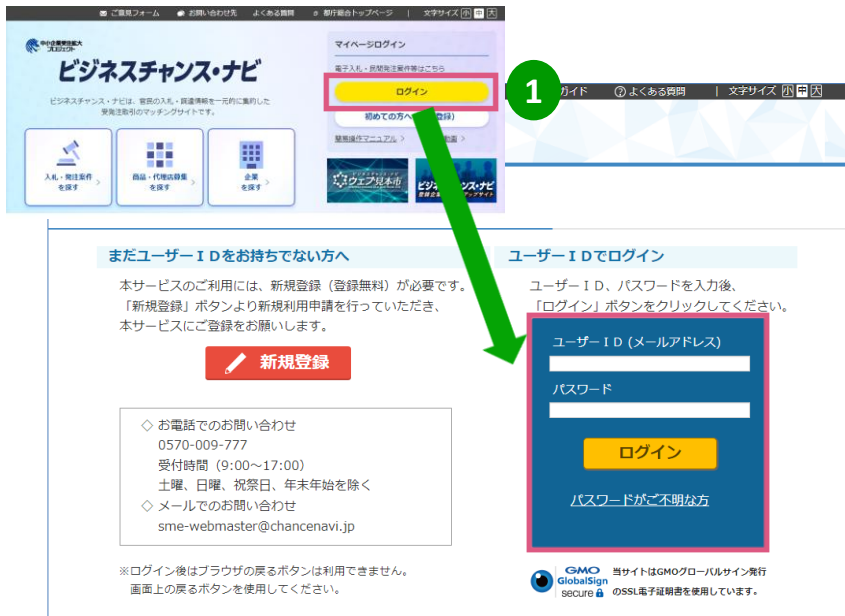 ご意見フォーム
お問い合わせ先
よくある質問
都庁総合トップページ
|
文字サイズ 小 中 大
中小企業受注拡大
プロジェクト
ビジネスチャンス・ナビ
ビジネスチャンス・ナビは、官民の入札・調達情報を一元的に集約した
受発注取引のマッチングサイトです。
入札・発注案件
を探す
商品・代理店募集
を探す
企業
を探す
マイページログイン
電子入札・民間発注案件等はこちら
ログイン
初めての方へ
登録)
簡易操作マニュアル
動画
ウェブ見本市
1
ガイド
よくある質問
|
文字サイズ 小 中 大
まだユーザーIDをお持ちでない方へ
本サービスのご利用には、新規登録（登録無料）が必要です。
「新規登録」ボタンより新規利用申請を行っていただき、
本サービスにご登録をお願いします。
新規登録
◇ お電話でのお問い合わせ
0570-009-777
受付時間（9:00～17:00）
土曜、日曜、祝祭日、年末年始を除く
◇ メールでのお問い合わせ
sme-webmaster@chancenavi.jp
※ログイン後はブラウザの戻るボタンは利用できません。
画面上の戻るボタンを使用してください。
ユーザーIDでログイン
ユーザーID、パスワードを入力後、
「ログイン」ボタンをクリックしてください。
ユーザーID (メールアドレス)
パスワード
ログイン
パスワードがご不明な方
GMO
GlobalSign
secure
当サイトはGMOグローバルサイン発行
のSSL電子証明書を使用しています。